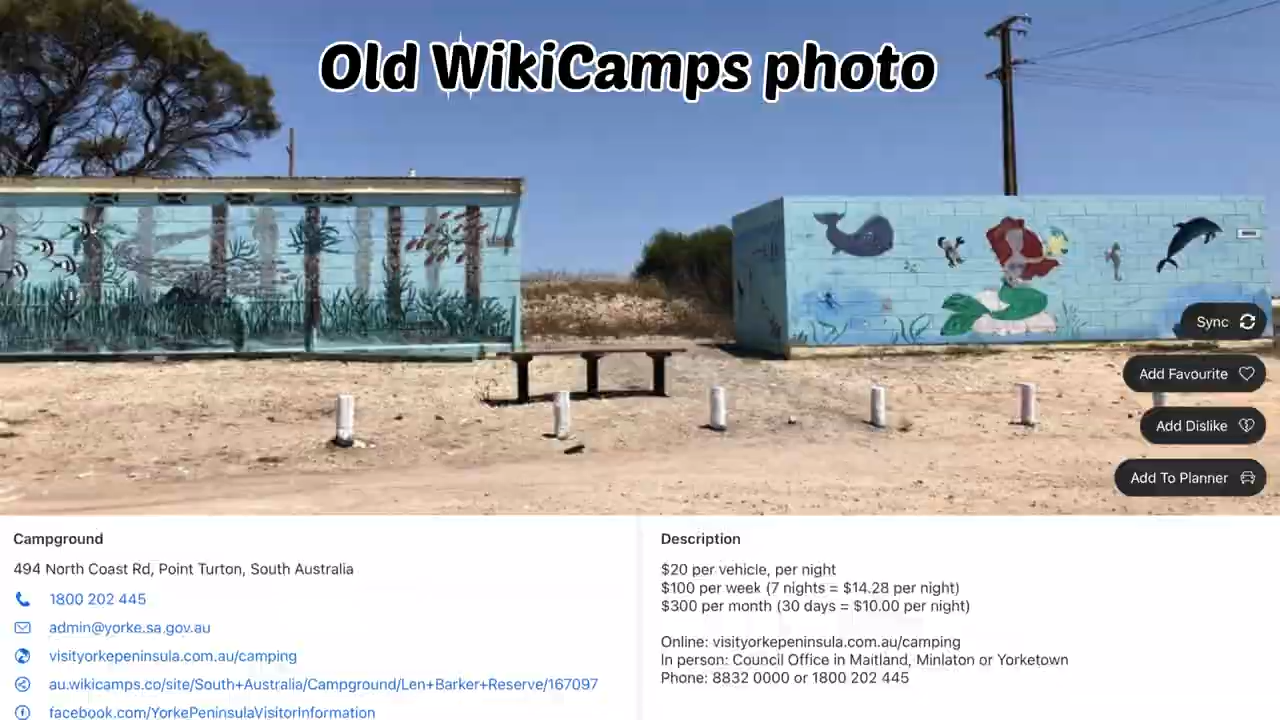 Old WikiCamps photo
Sync
Add Favourite
Add Dislike
Add To Planner
Campground
494 North Coast Rd, Point Turton, South Australia
1800 202 445
admin@yorke.sa.gov.au
visityorkepeninsula.com.au/camping
au.wikicamps.co/site/South+Australia/Campground/Len+Barker+Reserve/167097
facebook.com/YorkePeninsulaVisitorInformation
Description
$20 per vehicle, per night
$100 per week (7 nights = $14.28 per night)
$300 per month (30 days = $10.00 per night)
Online: visityorkepeninsula.com.au/camping
In person: Council Office in Maitland, Minlaton or Yorketown
Phone: 8832 0000 or 1800 202 445